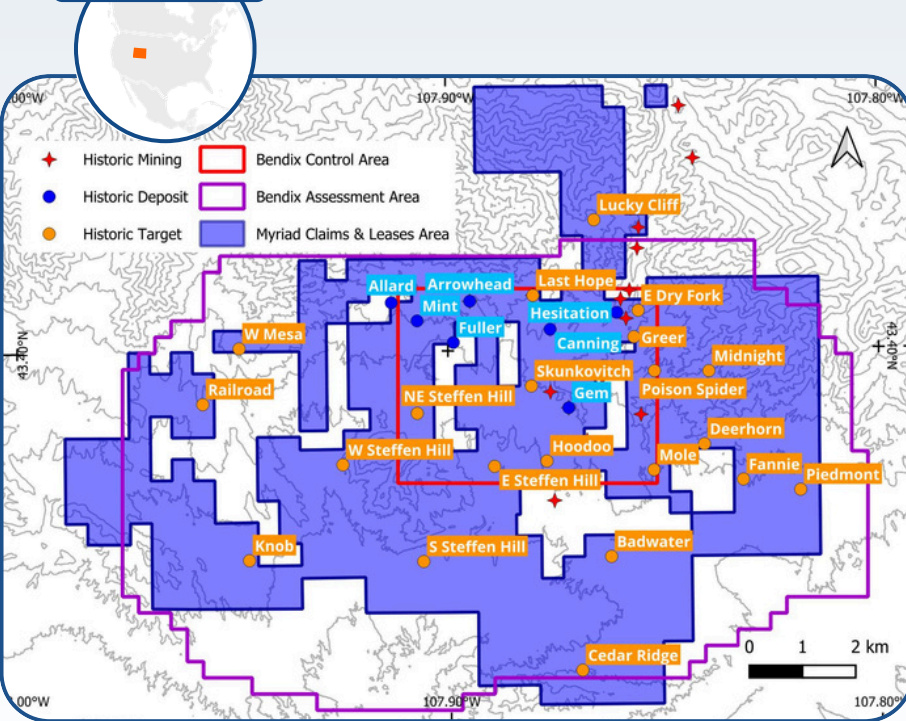 :00°W
107.90°W
107.80°W
Historic Mining
Bendix Control Area
Historic Deposit
Bendix Assessment Area
Historic Target
Myriad Claims & Leases Area
Lucky Cliff
Allard
Arrowhead
Last Hope
E Dry Fork
Mint
Hesitation
Fuller
W Mesa
Canning
Greer
43.40°N
43.40°N
Midnight
Skunkovitch
Railroad
NE Steffen Hill
Gem
Poison Spider
Deerhorn
W Steffen Hill
Hoodoo
Mole
Fannie
E Steffen Hill
Piedmont
Knob
S Steffen Hill
Badwater
Cedar Ridge
0 1 2 km
:00°W
107.90°W
107.80°W